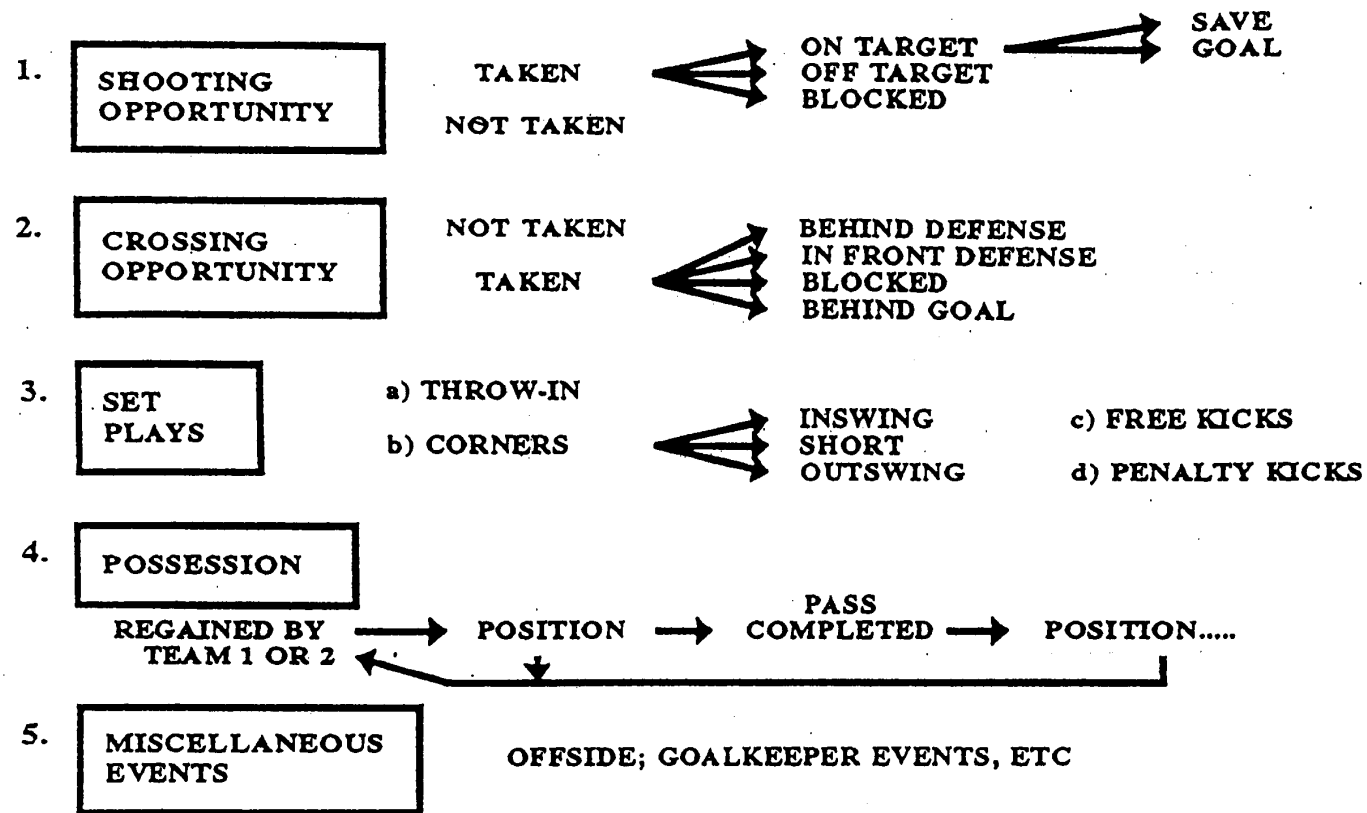 1.
SHOOTING
OPPORTUNITY
TAKEN
NOT TAKEN
ON TARGET
OFF TARGET
BLOCKED
SAVE
GOAL
2.
CROSSING
OPPORTUNITY
NOT TAKEN
TAKEN
BEHIND DEFENSE
IN FRONT DEFENSE
BLOCKED
BEHIND GOAL
3.
SET
PLAYS
a) THROW-IN
b) CORNERS
INSWING
SHORT
OUTSWING
c) FREE KICKS
d) PENALTY KICKS
4.
POSSESSION
REGAINED BY
TEAM 1 OR 2
POSITION
PASS
COMPLETED
POSITION.....
5.
MISCELLANEOUS
EVENTS
OFFSIDE; GOALKEEPER EVENTS, ETC